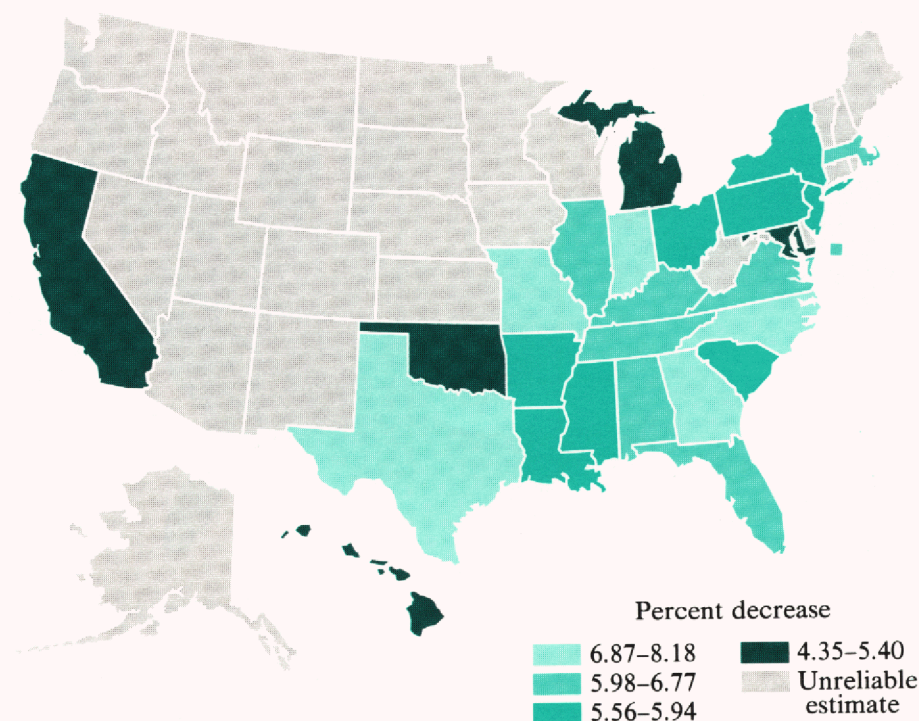 Percent decrease
6.87–8.18
5.98–6.77
5.56–5.94
4.35–5.40
Unreliable
estimate